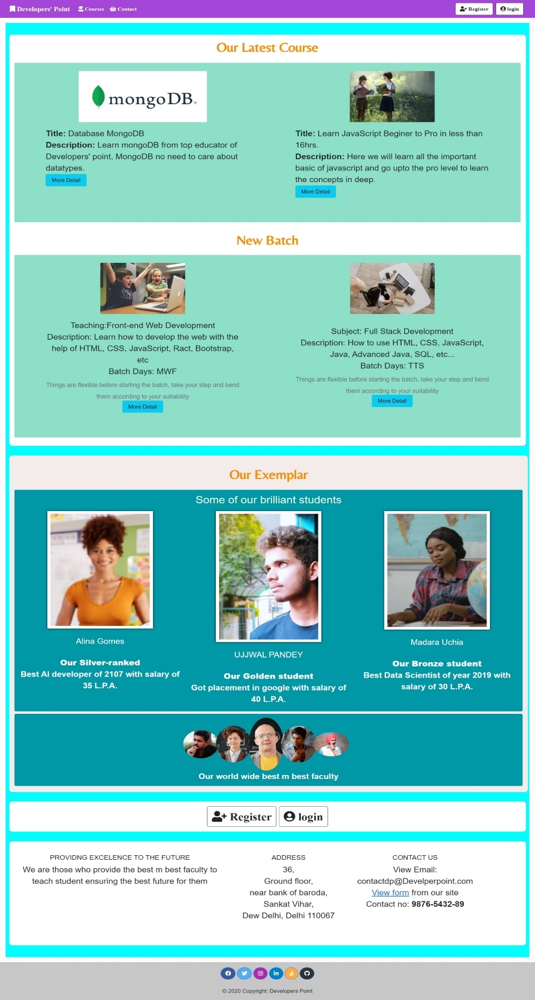 Developers' Point Courses Contact Register login
Our Latest Course
mongoDB®
Title: Database MongoDB
Description: Learn mongoDB from top educator of
Developers' point, MongoDB no need to care about
datatypes.
More Detail
Title: Learn JavaScript Beginer to Pro in less than
16hrs.
Description: Here we will learn all the important
basic of javascript and go upto the pro level to learn
the concepts in deep.
More Detail
New Batch
Teaching:Front-end Web Development
Description: Learn how to develop the web with the
help of HTML, CSS, JavaScript, Ract, Bootstrap,
etc
Batch Days: MWF
Things are flexible before starting the batch, take your step and bend
them according to your sutiability
More Detail
Subject: Full Stack Development
Description: How to use HTML, CSS, JavaScript,
Java, Advanced Java, SQL, etc...
Batch Days: TTS
Things are flexible before starting the batch, take your step and bend
them according to your suitability
More Detail
Our Exemplar
Some of our brilliant students
Alina Gomes
Our Silver-ranked
Best AI developer of 2107 with salary of
35 L.P.A.
UJJWAL PANDEY
Our Golden student
Got placement in google with salary of
40 L.P.A.
Madara Uchia
Our Bronze student
Best Data Scientist of year 2019 with
salary of 30 L.P.A.
Our world wide best m best faculty
Register login
PROVIDNG EXCELENCE TO THE FUTURE
We are those who provide the best m best faculty to
teach student ensuring the best future for them
ADDRESS
36,
Ground floor,
near bank of baroda,
Sankat Vihar,
Dew Delhi, Delhi 110067
CONTACT US
View Email:
contactdp@Develperpoint.com
View form from our site
Contact no: 9876-5432-89
© 2020 Copyright: Developers Point